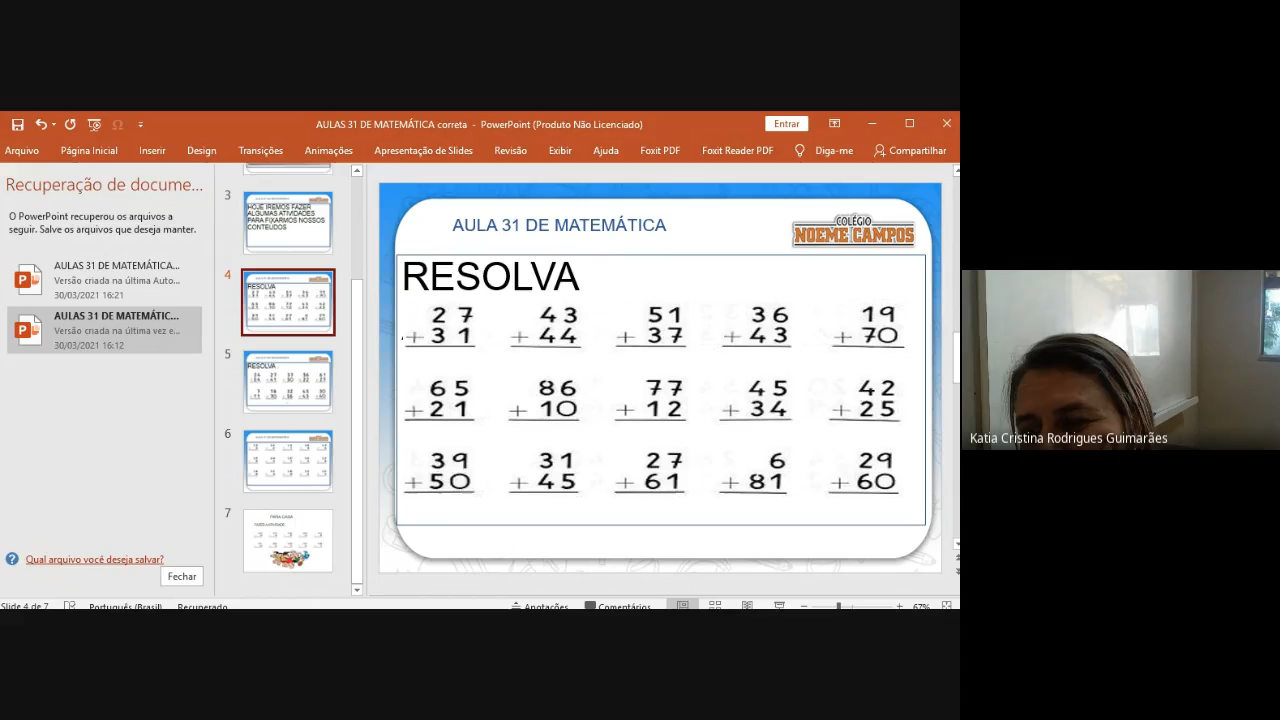 AULAS 31 DE MATEMÁTICA correta - PowerPoint (Produto Não Licenciado)
Entrar
Arquivo Página Inicial Inserir Design Transições Animações Apresentação de Slides Revisão Exibir Ajuda Foxit PDF Foxit Reader PDF Diga-me Compartilhar
Recuperação de docume...
O PowerPoint recuperou os arquivos a
seguir. Salve os arquivos que deseja manter.
AULAS 31 DE MATEMÁTICA...
Versão criada na última Auto...
30/03/2021 16:21
AULAS 31 DE MATEMÁTIC...
Versão criada na última vez e...
30/03/2021 16:12
Qual arquivo você deseja salvar?
Fechar
3
HOJE IREMOS FAZER
ALGUMAS ATIVIDADES
PARA FIXARMOS NOSSOS
CONTEÚDOS
4
RESOLVA
5
RESOLVA
6
7
AULA 31 DE MATEMÁTICA
COLÉGIO
NOEME CAMPOS
RESOLVA
27 43 51 36 19
+31 +44 +37 +43 +70
65 86 77 45 42
+21 +10 +12 +34 +25
39 31 27 6 29
+50 +45 +61 +81 +60
Slide 4 de 7 Português (Brasil) Recuperado Anotações Comentários 67%
Katia Cristina Rodrigues Guimarães